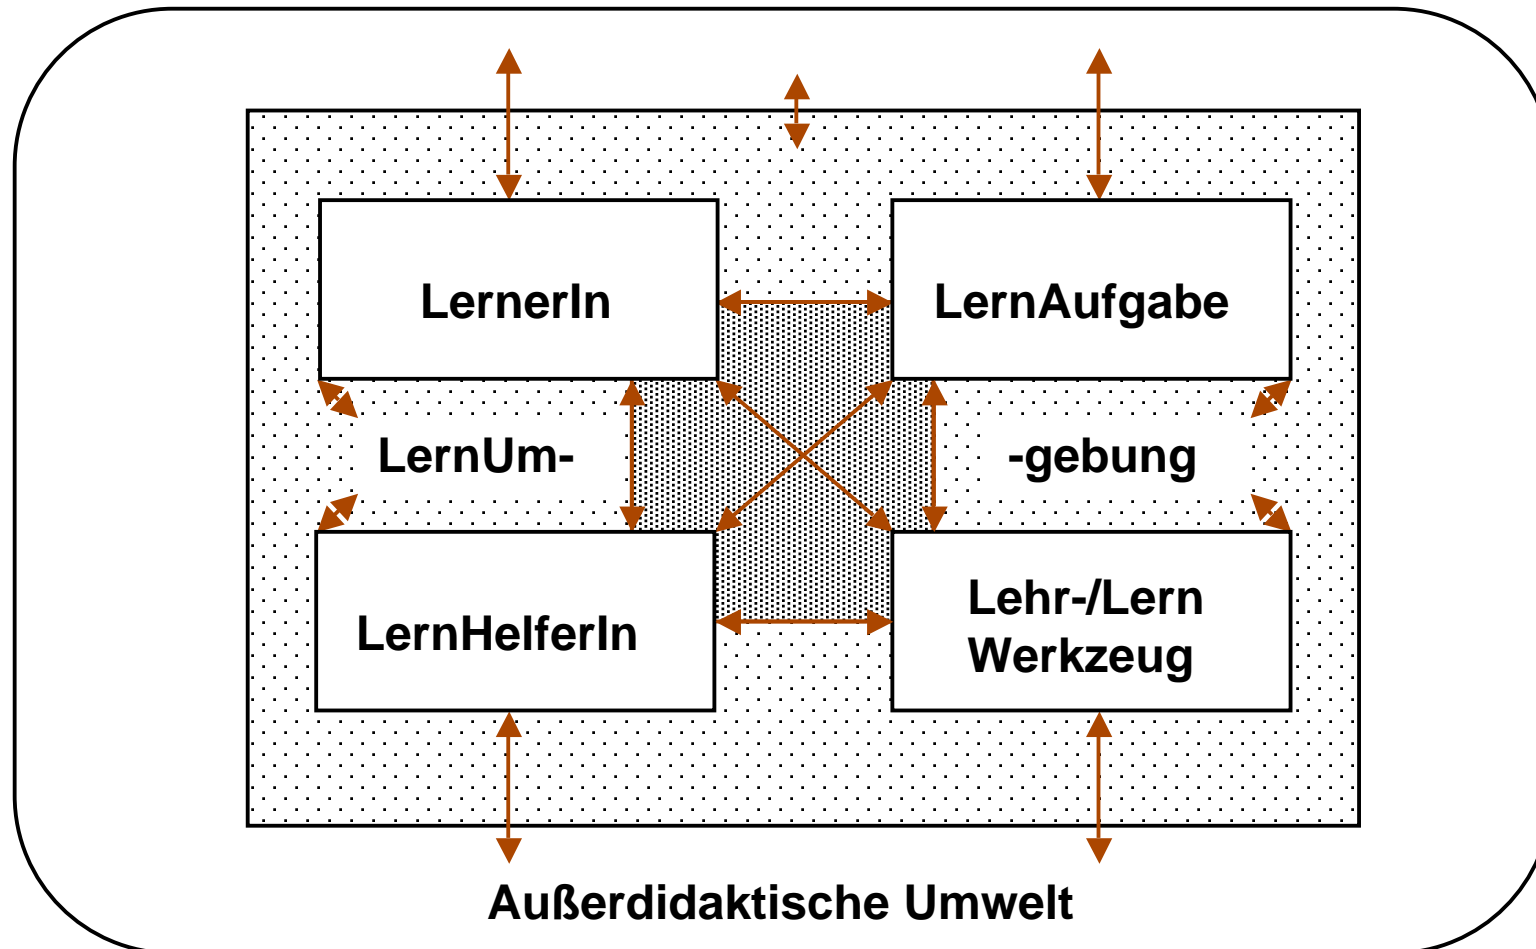 LernerIn
LernAufgabe
LernUm-
-gebung
LernHelferIn
Lehr-/Lern
Werkzeug
Außerdidaktische Umwelt